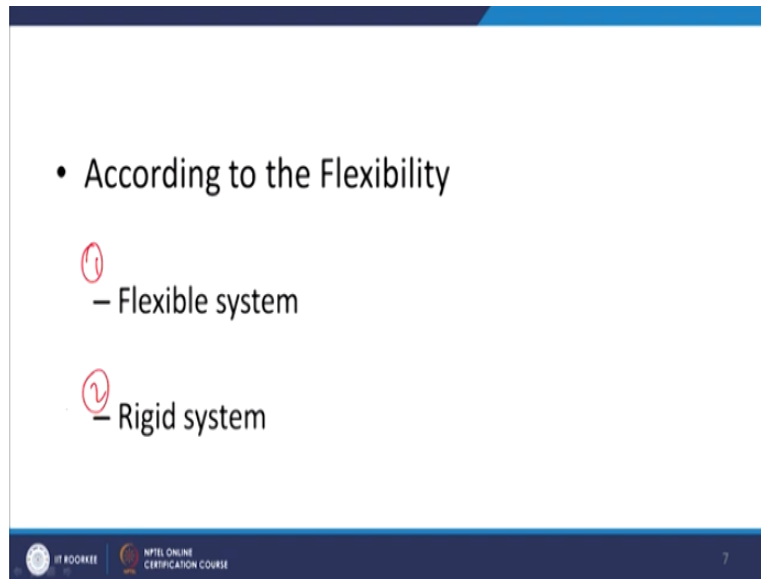 • According to the Flexibility
1
– Flexible system
2
– Rigid system
IIT ROORKEE
NPTEL ONLINE
CERTIFICATION COURSE
7